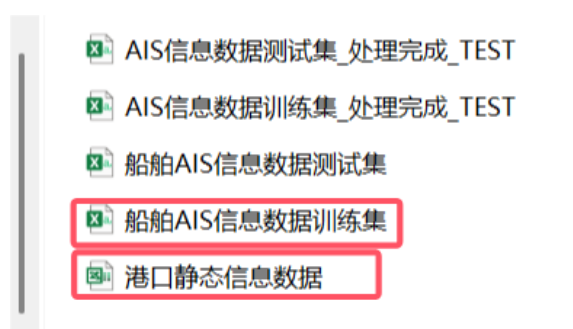 AIS信息数据测试集_处理完成_TEST
AIS信息数据训练集_处理完成_TEST
船舶AIS信息数据测试集
船舶AIS信息数据训练集
港口静态信息数据